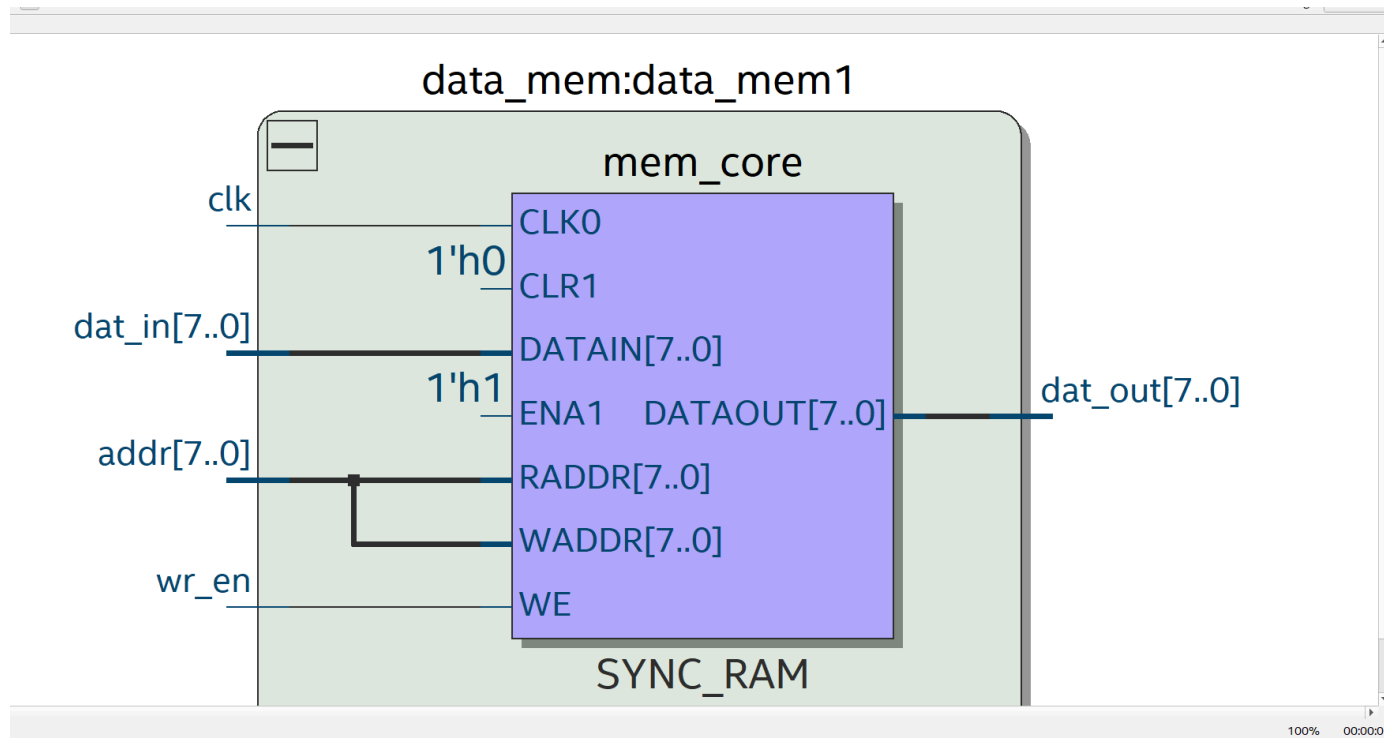 data_mem:data_mem1
mem_core
clk
CLK0
1'h0
CLR1
dat_in[7..0]
DATAIN[7..0]
1'h1
ENA1 DATAOUT[7..0]
dat_out[7..0]
addr[7..0]
RADDR[7..0]
WADDR[7..0]
wr_en
WE
SYNC_RAM
100%